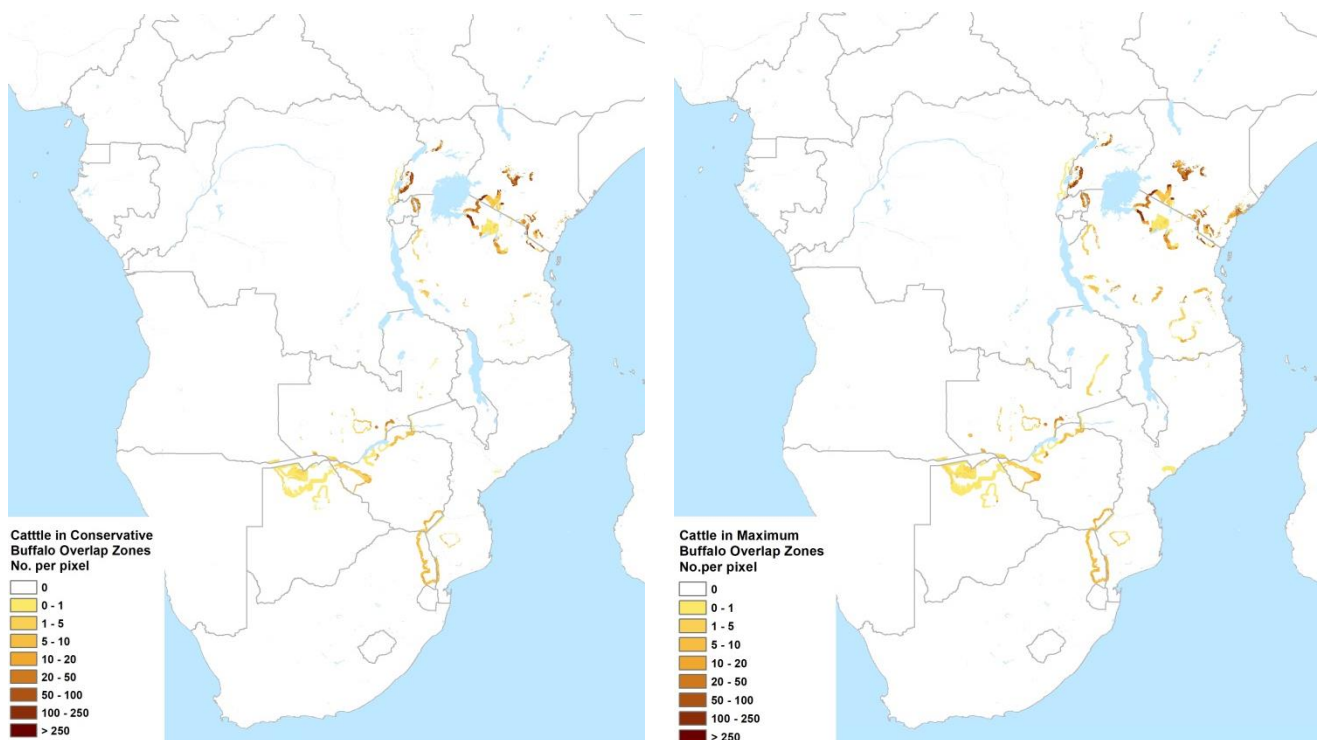 Catttle in Conservative
Buffalo Overlap Zones
No. per pixel
0
0 - 1
1 - 5
5 - 10
10 - 20
20 - 50
50 - 100
100 - 250
> 250
Cattle in Maximum
Buffalo Overlap Zones
No.per pixel
0
0 - 1
1 - 5
5 - 10
10 - 20
20 - 50
50 - 100
100 - 250
> 250